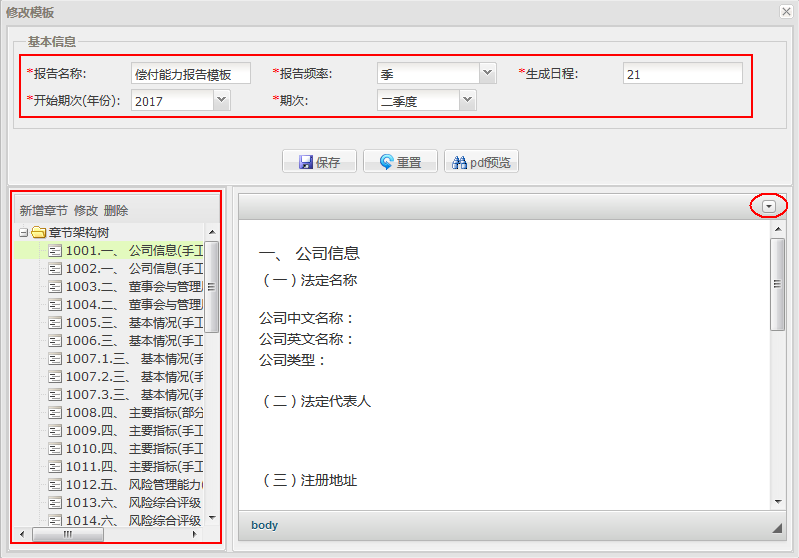 修改模板
基本信息
*报告名称: 偿付能力报告模板 *报告频率: 季 *生成日程: 21
*开始期次(年份): 2017 *期次: 二季度
保存 重置 pdf预览
新增章节 修改 删除
章节架构树
1001.一、 公司信息(手工
1002.一、 公司信息(手工
1003.二、 董事会与管理
1004.二、 董事会与管理
1005.三、 基本情况(手工
1006.三、 基本情况(手工
1007.1.三、 基本情况(手
1007.2.三、 基本情况(手
1007.3.三、 基本情况(手
1008.四、 主要指标(部分
1009.四、 主要指标(手工
1010.四、 主要指标(手工
1011.四、 主要指标(手工
1012.五、 风险管理能力(
1013.六、 风险综合评级
1014.六、 风险综合评级
一、 公司信息
（一）法定名称
公司中文名称：
公司英文名称：
公司类型：
（二）法定代表人
（三）注册地址
body